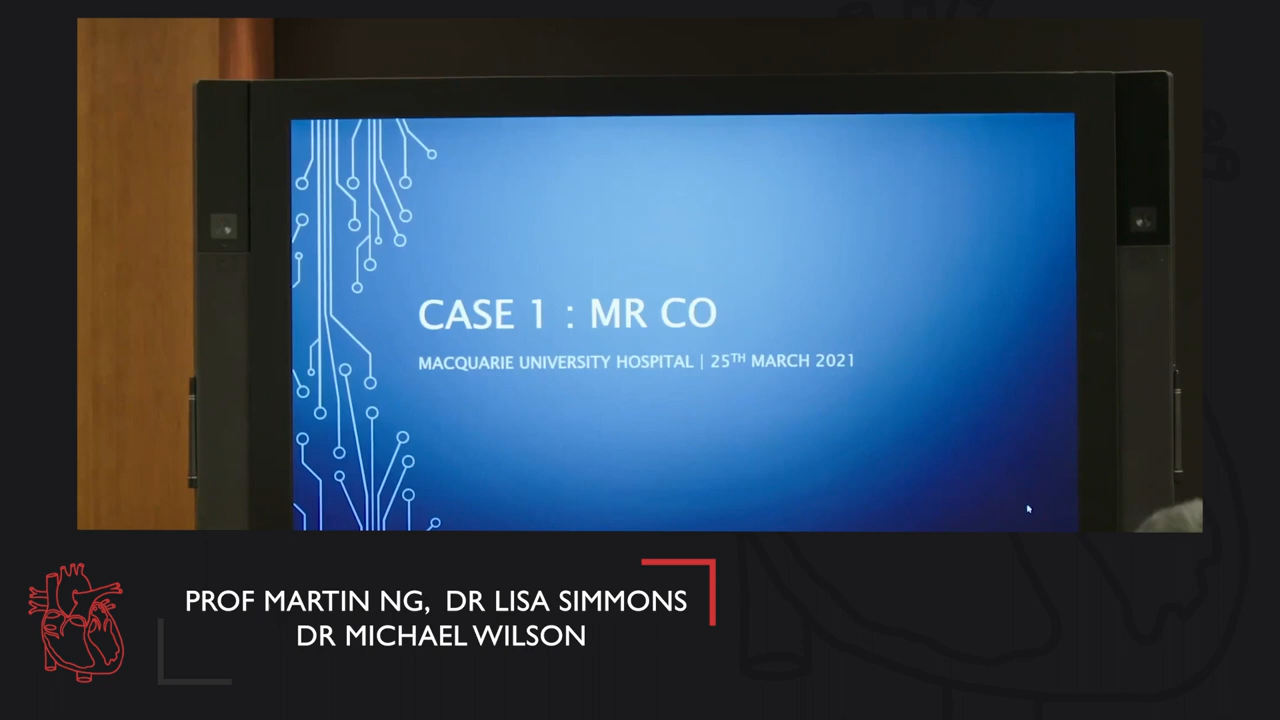 CASE 1 : MR CO
MACQUARIE UNIVERSITY HOSPITAL | 25TH MARCH 2021
PROF MARTIN NG, DR LISA SIMMONS
DR MICHAEL WILSON